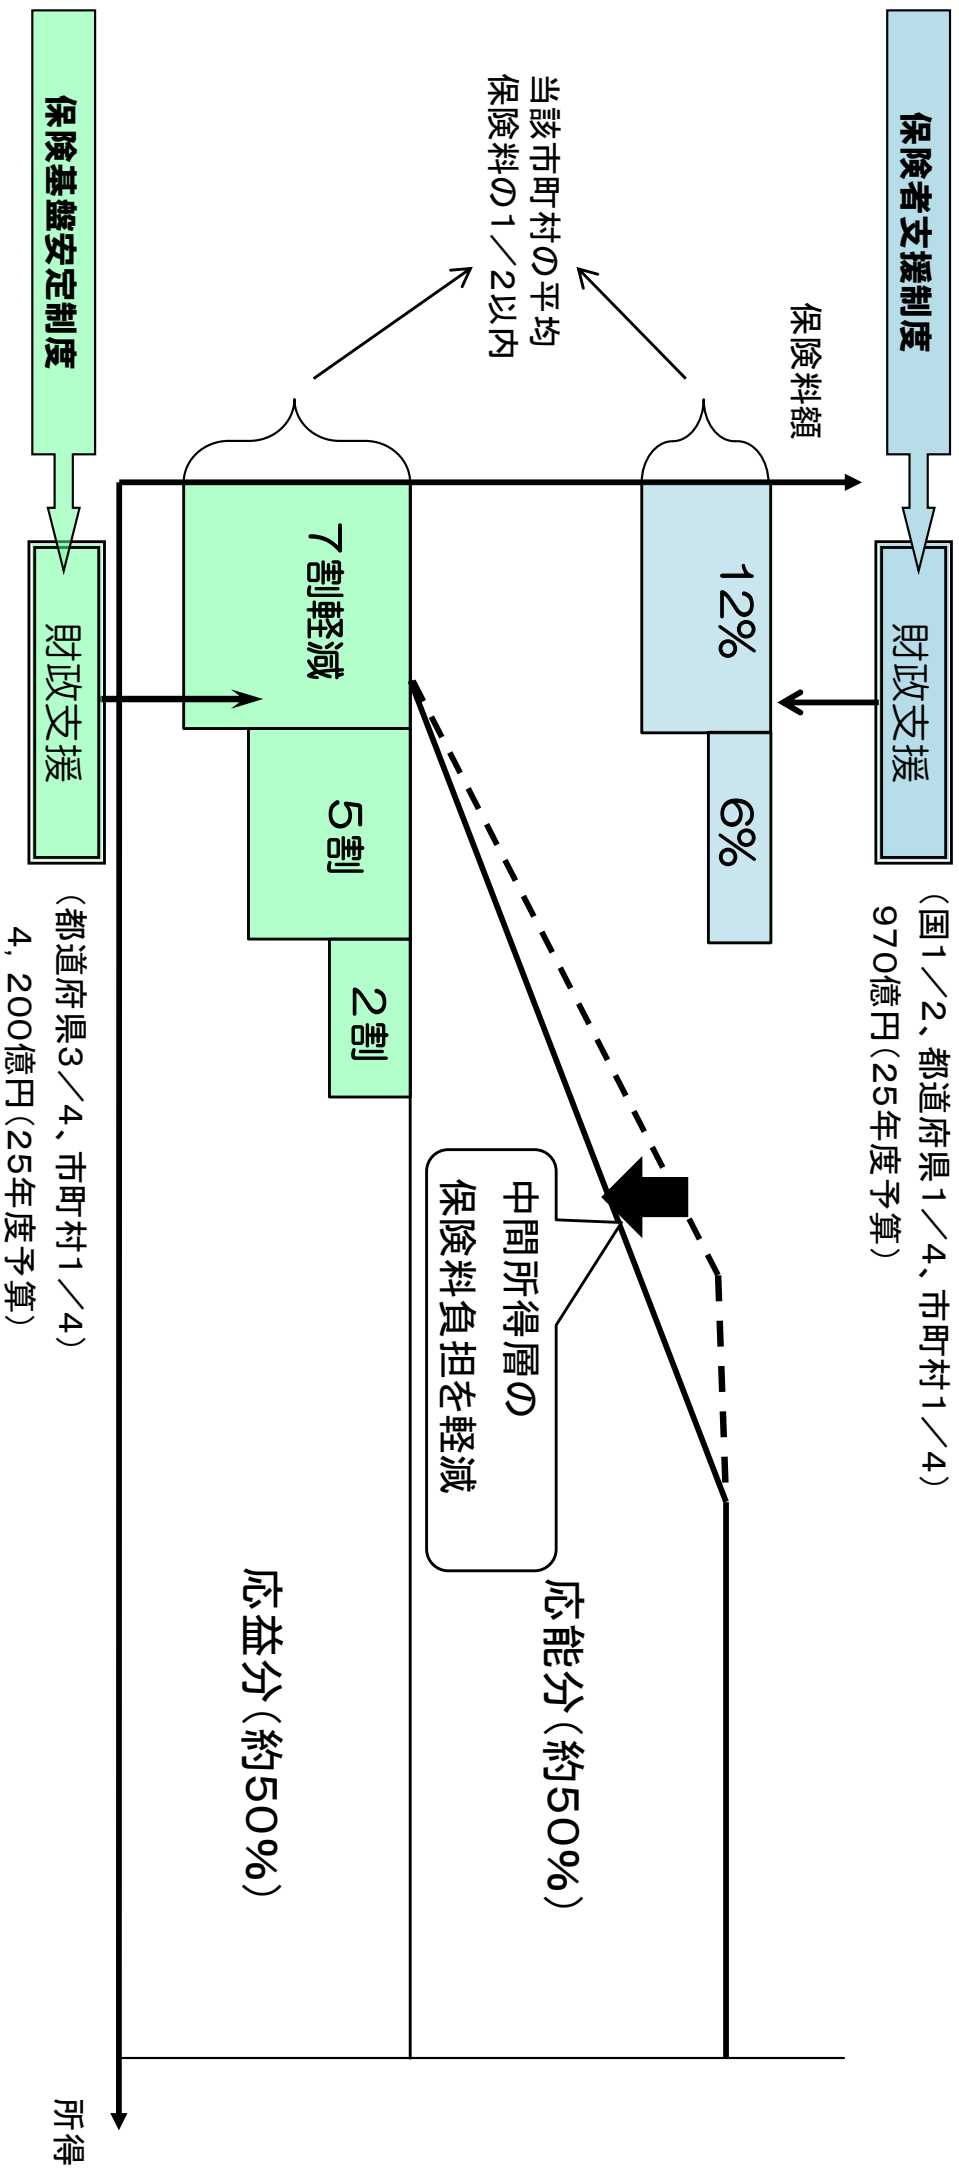 保険者支援制度
財政支援
（国１／２、都道府県１／４、市町村１／４）
９７０億円（２５年度予算）
保険料額
12%
6%
当該市町村の平均
保険料の１／２以内
中間所得層の
保険料負担を軽減
応能分（約50%）
７割軽減
５割
２割
応益分（約50%）
所得
保険基盤安定制度
財政支援
（都道府県３／４、市町村１／４）
４，２００億円（２５年度予算）